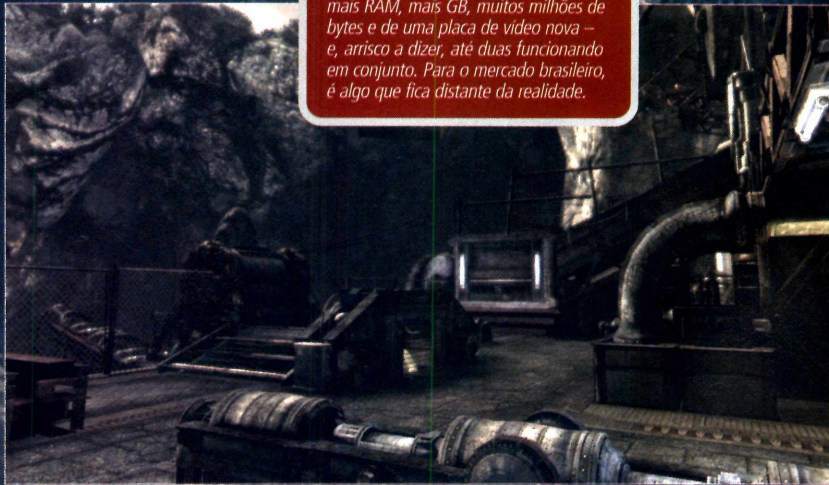 mais RAM, mais GB, muitos milhões de
bytes e de uma placa de vídeo nova –
e, arrisco a dizer, até duas funcionando
em conjunto. Para o mercado brasileiro,
é algo que fica distante da realidade.